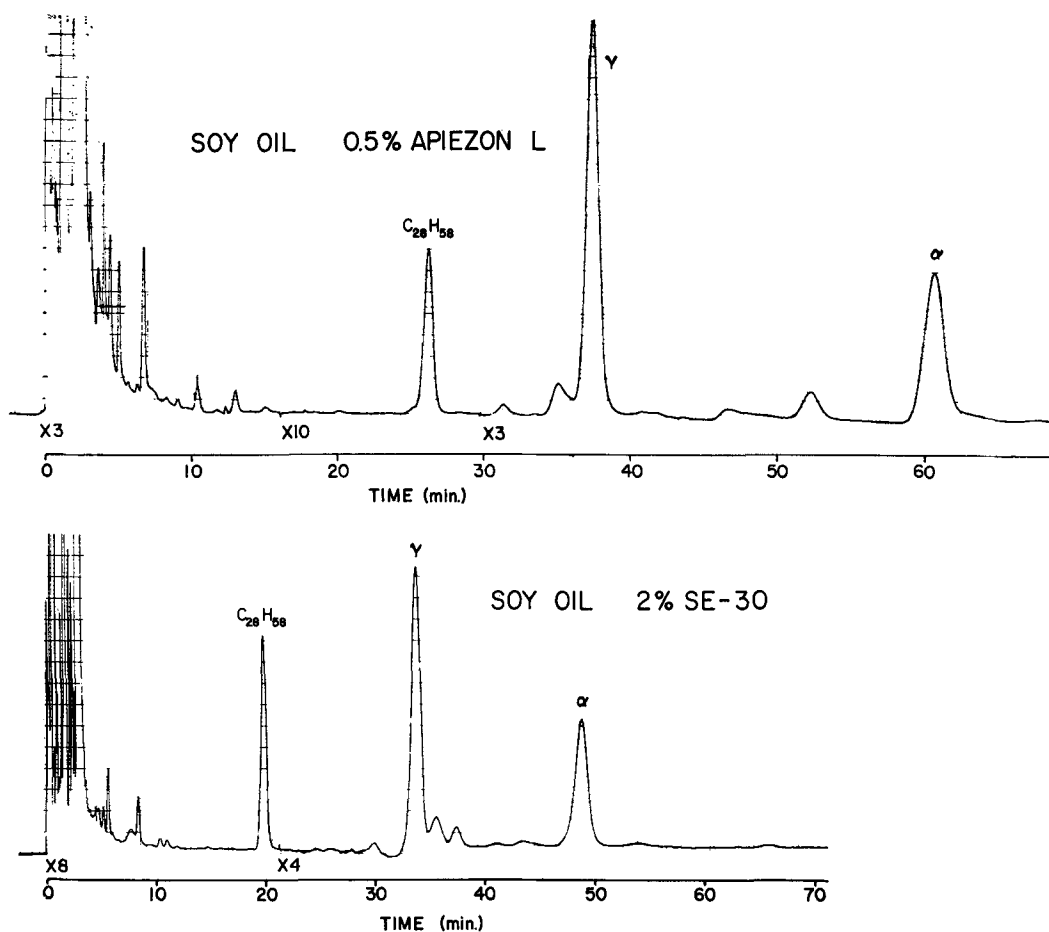 γ
SOY OIL 0.5% APIEZON L
C₂₈H₅₈
α
X3 X10 X3
0 10 20 30 40 50 60
TIME (min.)
γ
SOY OIL 2% SE-30
C₂₈H₅₈
α
X8 X4
0 10 20 30 40 50 60 70
TIME (min.)